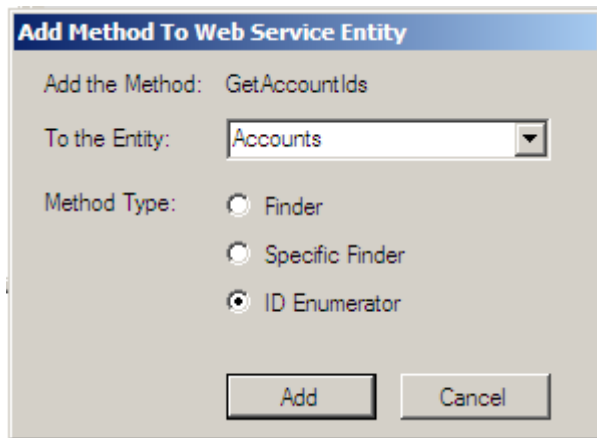 Add Method To Web Service Entity
Add the Method: GetAccountIds
To the Entity: Accounts
Method Type: Finder
Specific Finder
ID Enumerator
Add Cancel